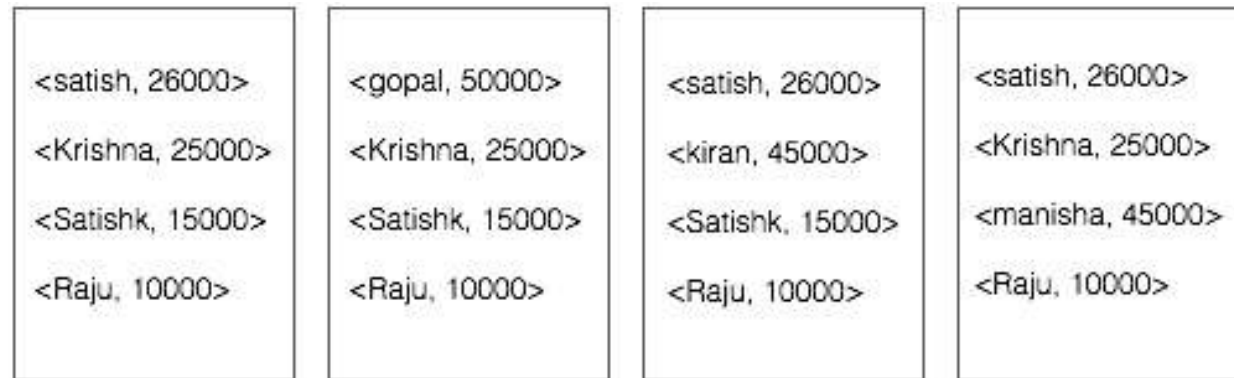 <satish, 26000>
<Krishna, 25000>
<Satishk, 15000>
<Raju, 10000>
<gopal, 50000>
<Krishna, 25000>
<Satishk, 15000>
<Raju, 10000>
<satish, 26000>
<kiran, 45000>
<Satishk, 15000>
<Raju, 10000>
<satish, 26000>
<Krishna, 25000>
<manisha, 45000>
<Raju, 10000>